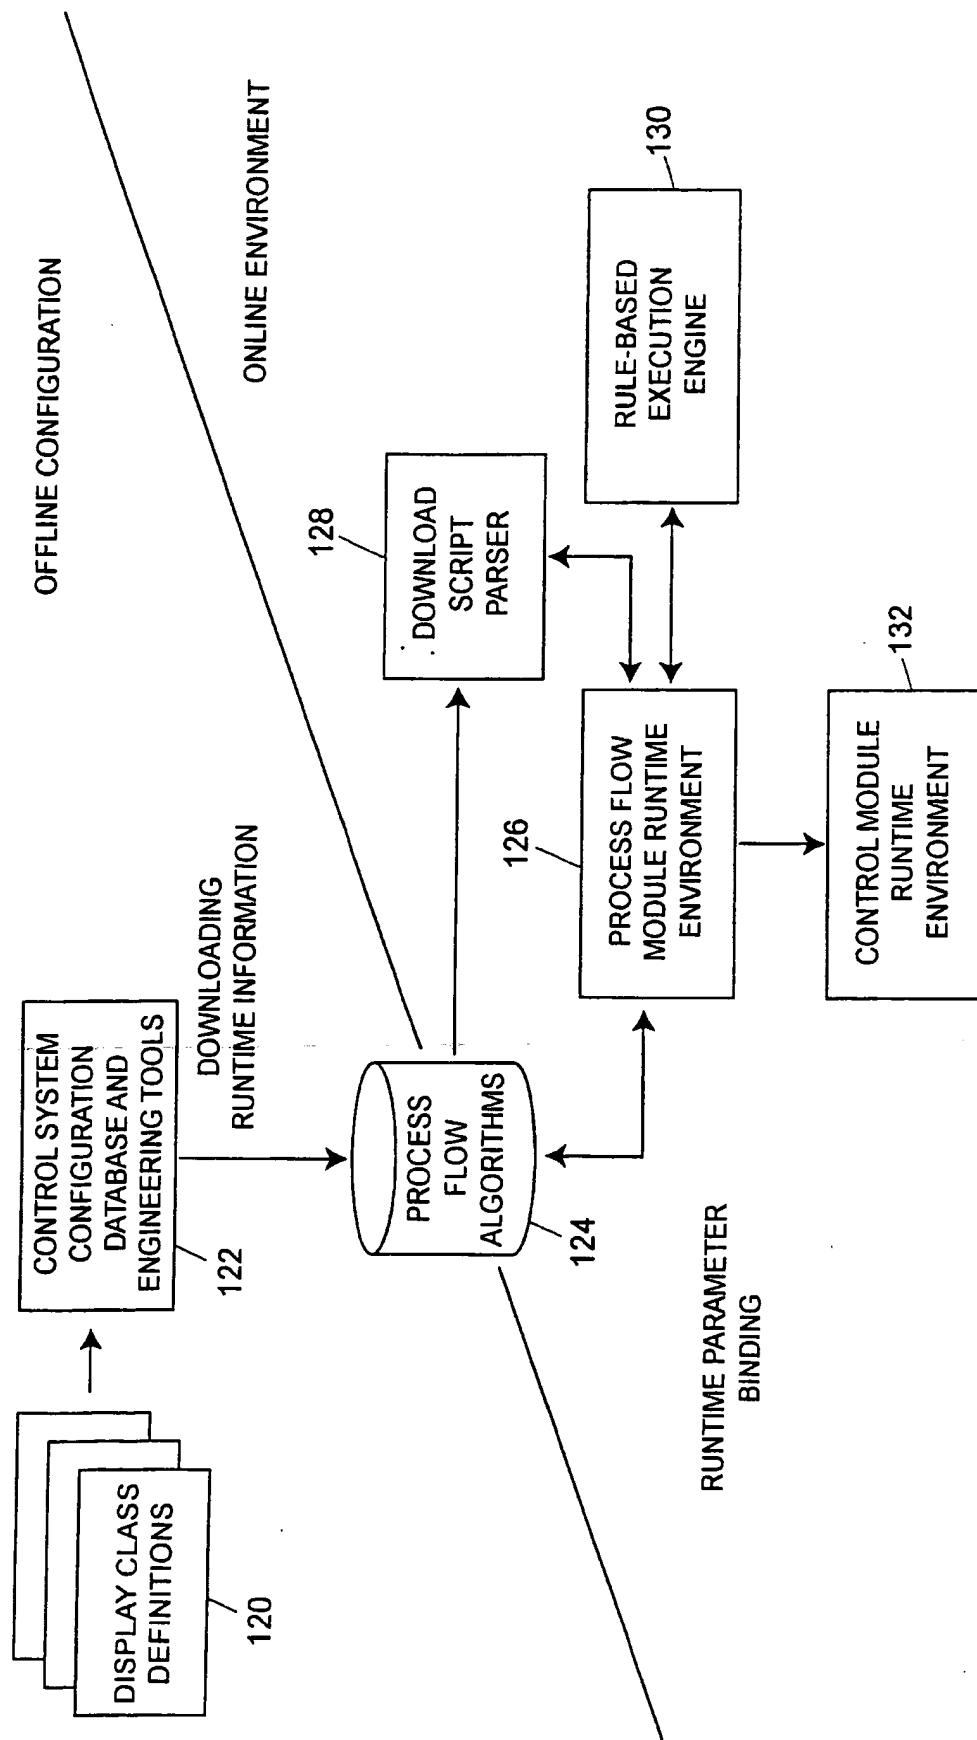 OFFLINE CONFIGURATION
ONLINE ENVIRONMENT
DISPLAY CLASS
DEFINITIONS
120
CONTROL SYSTEM
CONFIGURATION
DATABASE AND
ENGINEERING TOOLS
122
DOWNLOADING
RUNTIME INFORMATION
PROCESS
FLOW
ALGORITHMS
124
128
DOWNLOAD
SCRIPT
PARSER
130
RULE-BASED
EXECUTION
ENGINE
126
PROCESS FLOW
MODULE RUNTIME
ENVIRONMENT
132
CONTROL MODULE
RUNTIME
ENVIRONMENT
RUNTIME PARAMETER
BINDING